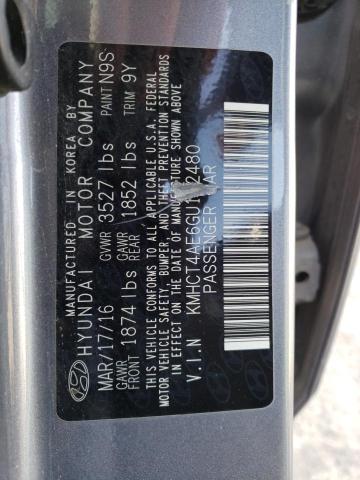 MANUFACTURED IN KOREA BY
HYUNDAI MOTOR COMPANY
MAR/17/16 GVWR 3527 lbs PAINT N9S
GAWR FRONT 1874 lbs GAWR REAR 1852 lbs TRIM 9Y
THIS VEHICLE CONFORMS TO ALL APPLICABLE U.S.A. FEDERAL
MOTOR VEHICLE SAFETY, BUMPER, AND THEFT PREVENTION STANDARDS
IN EFFECT ON THE DATE OF MANUFACTURE SHOWN ABOVE
V.I.N PASSENGER